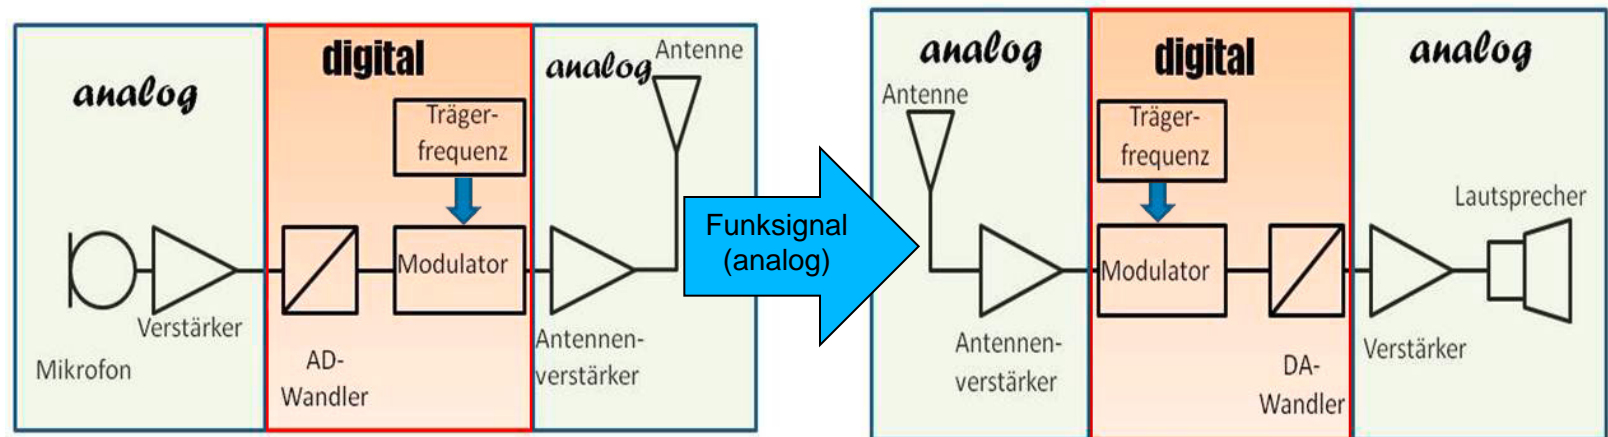 analog
digital
analog
Antenne
Träger-
frequenz
Modulator
Verstärker
Mikrofon
AD-
Wandler
Antennen-
verstärker
Funksignal
(analog)
analog
digital
analog
Antenne
Träger-
frequenz
Lautsprecher
Modulator
Antennen-
verstärker
DA-
Wandler
Verstärker